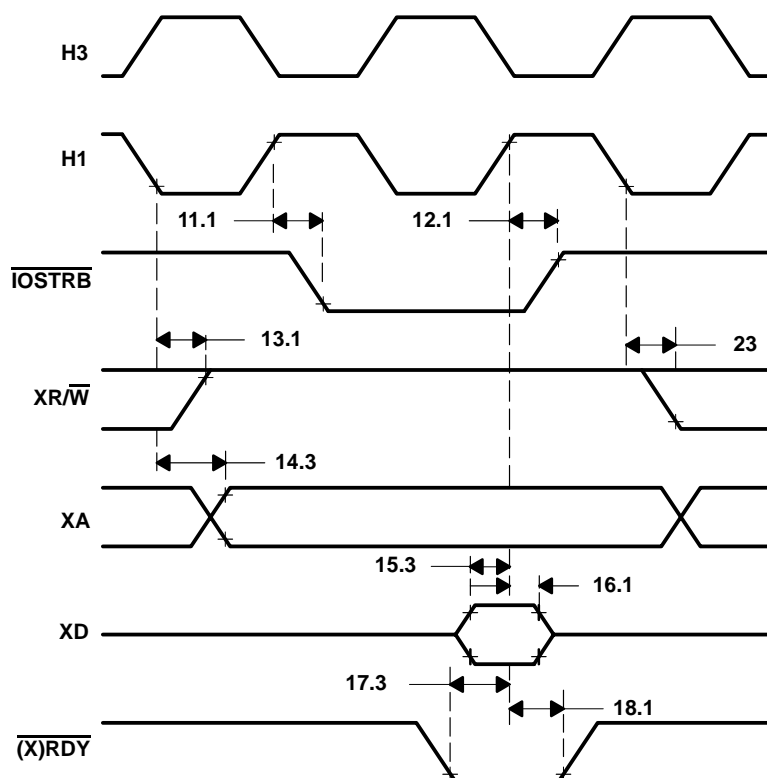 H3
H1
11.1
12.1
IOSTRB
13.1
23
XR/W
14.3
XA
15.3
16.1
XD
17.3
18.1
(X)RDY